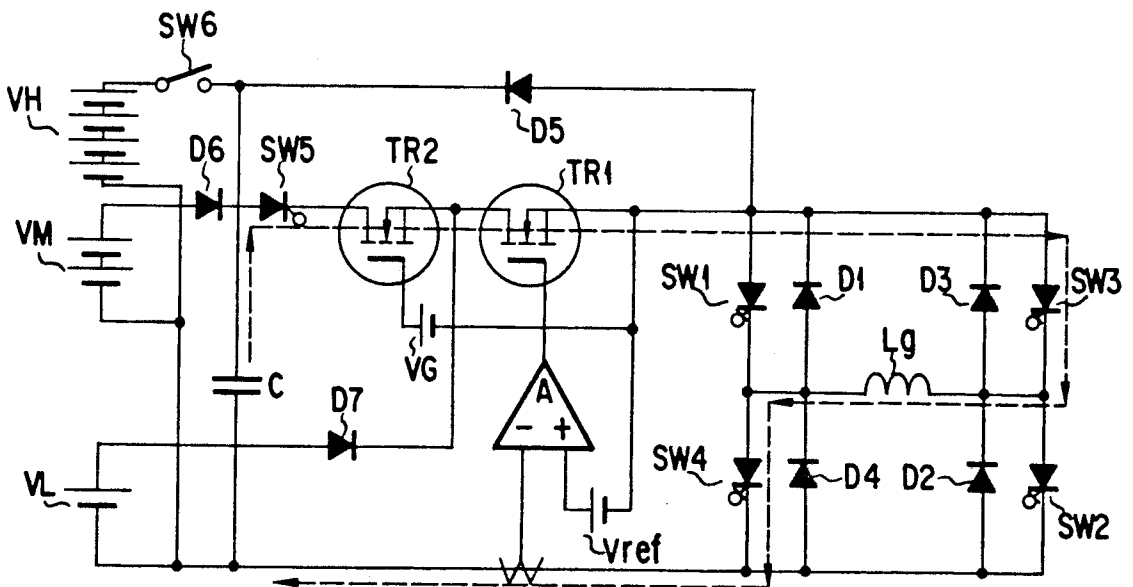 SW6
VH
D5
D6
SW5
TR2
TR1
VM
SW1
D1
D3
SW3
VG
Lg
C
D7
A
- +
SW4
D4
D2
SW2
VL
Vref